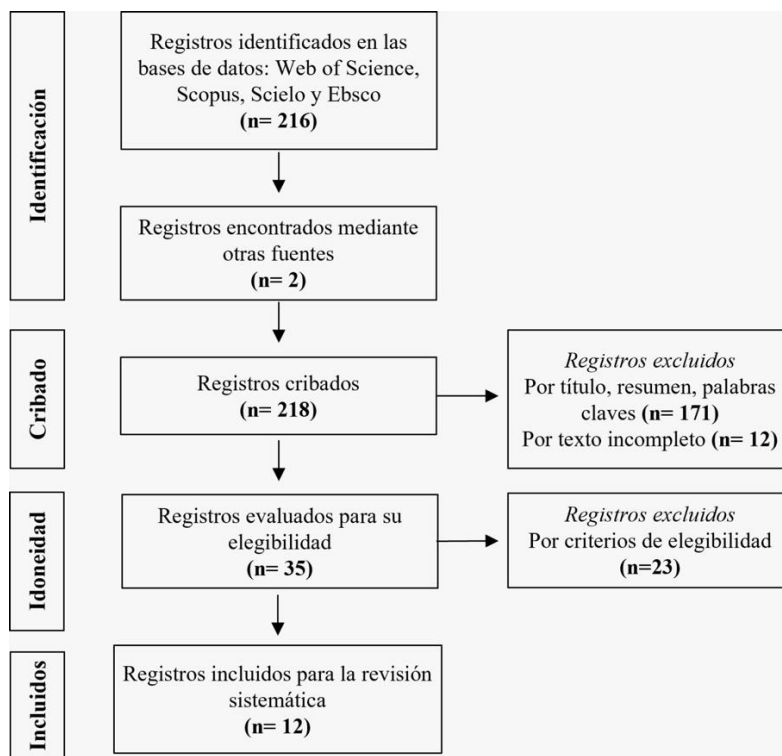 Identificación
Registros identificados en las
bases de datos: Web of Science,
Scopus, Scielo y Ebsco
(n= 216)
Registros encontrados mediante
otras fuentes
(n= 2)
Cribado
Registros cribados
(n= 218)
Registros excluidos
Por título, resumen, palabras
claves (n= 171)
Por texto incompleto (n= 12)
Idoneidad
Registros evaluados para su
elegibilidad
(n= 35)
Registros excluidos
Por criterios de elegibilidad
(n=23)
Incluidos
Registros incluidos para la revisión
sistemática
(n= 12)